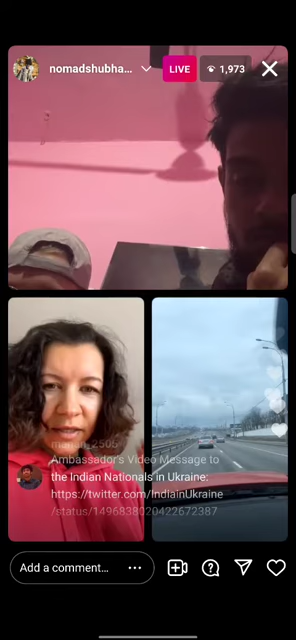 nomadshubha...
LIVE
1,973
manan_2505
Ambassador's Video Message to
the Indian Nationals in Ukraine:
https://twitter.com/IndiainUkraine
/status/1496838020422672387
Add a comment...